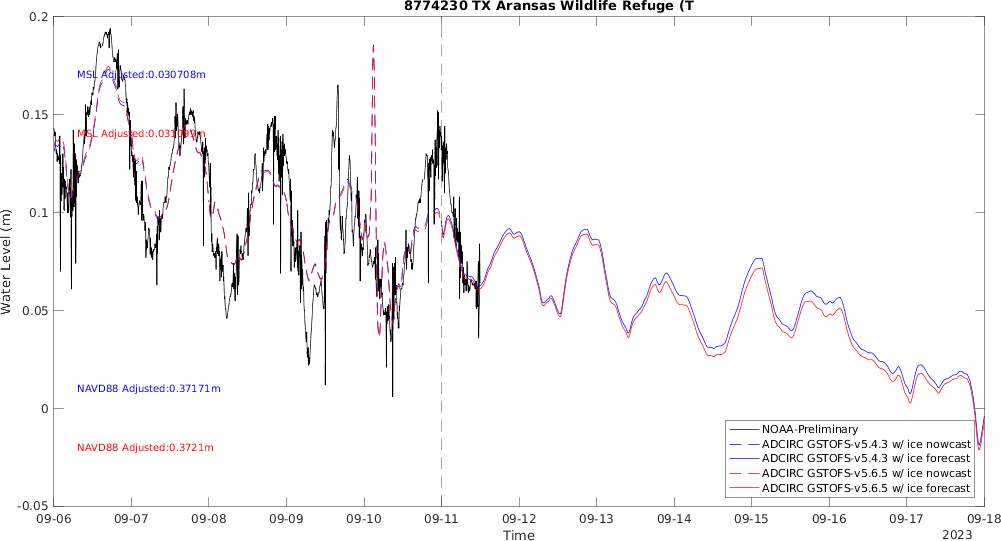 8774230 TX Aransas Wildlife Refuge (T
0.2
0.15
0.1
0.05
0
-0.05
Water Level (m)
MSL Adjusted:0.030708m
NAVD88 Adjusted:0.37171m
NAVD88 Adjusted:0.3721m
NOAA-Preliminary
ADCIRC GSTOFS-v5.4.3 w/ ice nowcast
ADCIRC GSTOFS-v5.4.3 w/ ice forecast
ADCIRC GSTOFS-v5.6.5 w/ ice nowcast
ADCIRC GSTOFS-v5.6.5 w/ ice forecast
09-06 09-07 09-08 09-09 09-10 09-11 09-12 09-13 09-14 09-15 09-16 09-17 09-18
Time
2023
MSL Adjusted: